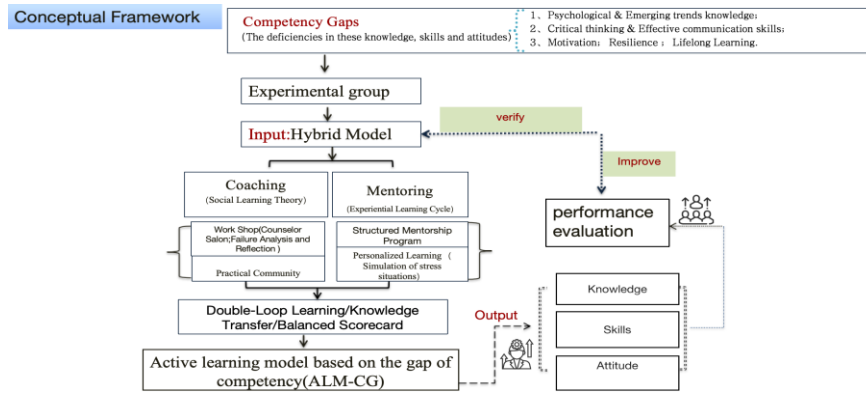 Conceptual Framework
Competency Gaps
(The deficiencies in these knowledge, skills and attitudes)
1、Psychological & Emerging trends knowledge;
2、Critical thinking & Effective communication skills;
3、Motivation; Resilience ; Lifelong Learning.
Experimental group
Input:Hybrid Model
verify
Improve
Coaching
(Social Learning Theory)
Mentoring
(Experiential Learning Cycle)
Work Shop(Counselor
Salon;Failure Analysis and
Reflection )
Practical Community
Structured Mentorship
Program
Personalized Learning (
Simulation of stress
situations)
performance
evaluation
Double-Loop Learning/Knowledge
Transfer/Balanced Scorecard
Output
Knowledge
Skills
Attitude
Active learning model based on the gap of
competency(ALM-CG)